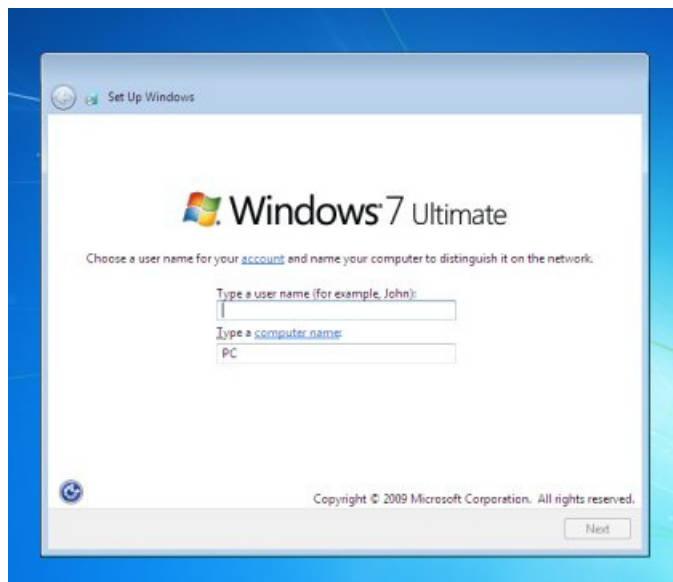 Set Up Windows
Windows 7 Ultimate
Choose a user name for your account and name your computer to distinguish it on the network.
Type a user name (for example, John):
Type a computer name:
PC
Copyright © 2009 Microsoft Corporation. All rights reserved.
Next